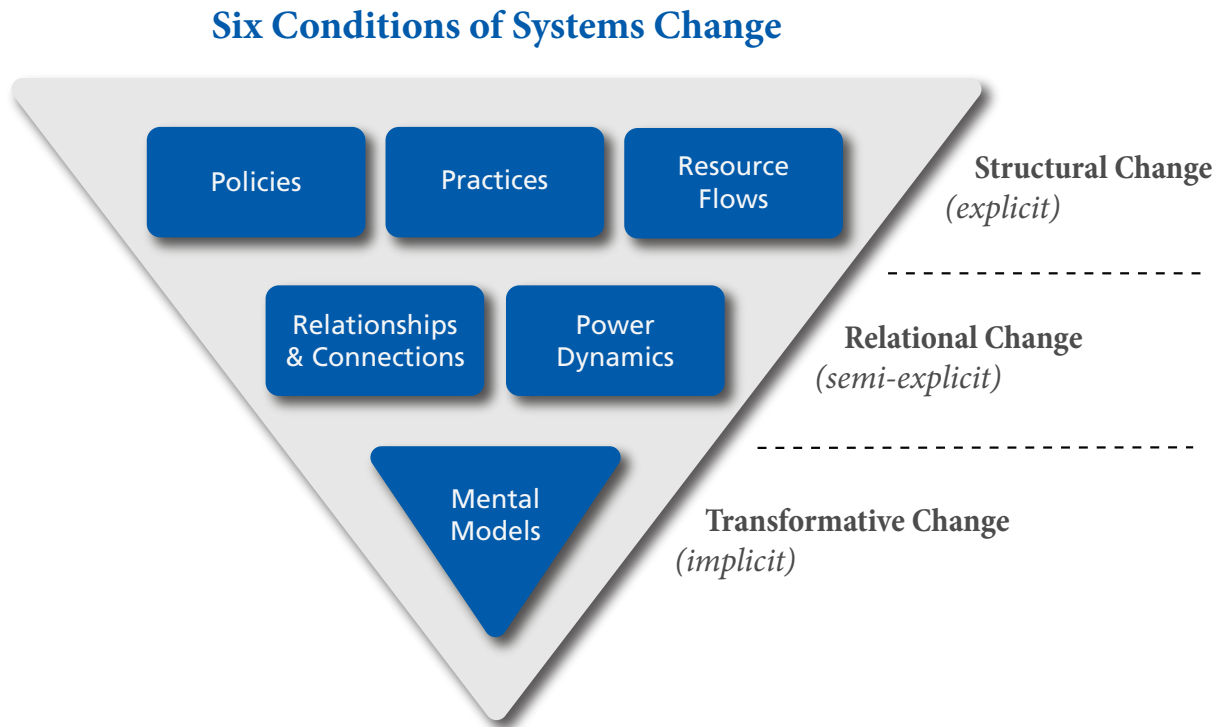 Six Conditions of Systems Change
Policies
Practices
Resource
Flows
Structural Change
(explicit)
Relationships
& Connections
Power
Dynamics
Relational Change
(semi-explicit)
Mental
Models
Transformative Change
(implicit)